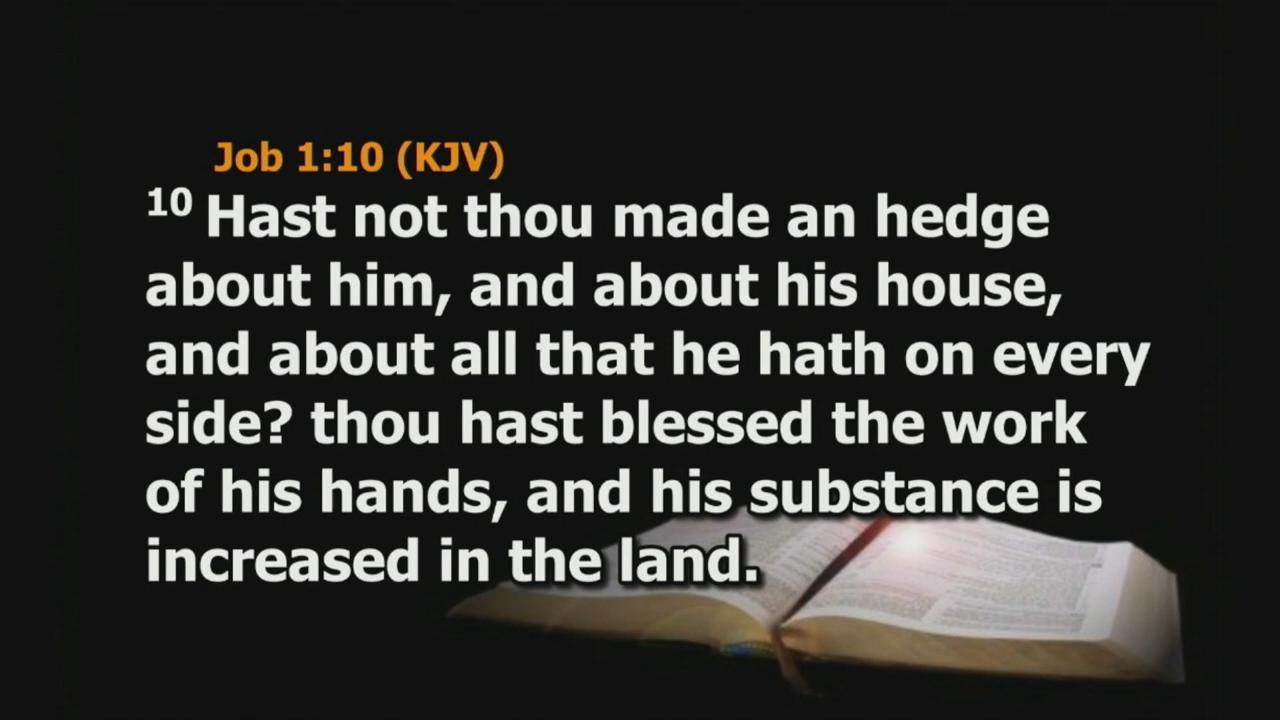 Job 1:10 (KJV)
10 Hast not thou made an hedge
about him, and about his house,
and about all that he hath on every
side? thou hast blessed the work
of his hands, and his substance is
increased in the land.